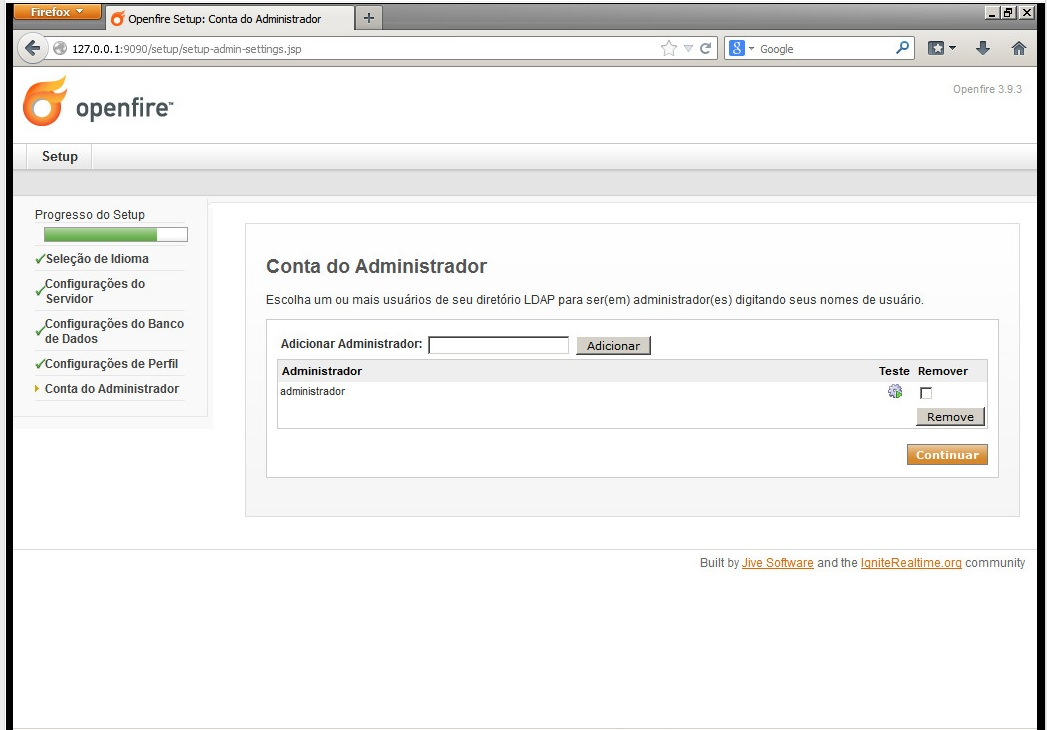 Firefox
Openfire Setup: Conta do Administrador
127.0.0.1:9090/setup/setup-admin-settings.jsp
Google
openfire™
Openfire 3.9.3
Setup
Progresso do Setup
Seleção de Idioma
Configurações do
Servidor
Configurações do Banco
de Dados
Configurações de Perfil
Conta do Administrador
Conta do Administrador
Escolha um ou mais usuários de seu diretório LDAP para ser(em) administrador(es) digitando seus nomes de usuário.
Adicionar Administrador: Adicionar
Administrador Teste Remover
administrador
Remove
Continuar
Built by Jive Software and the IgniteRealtime.org community